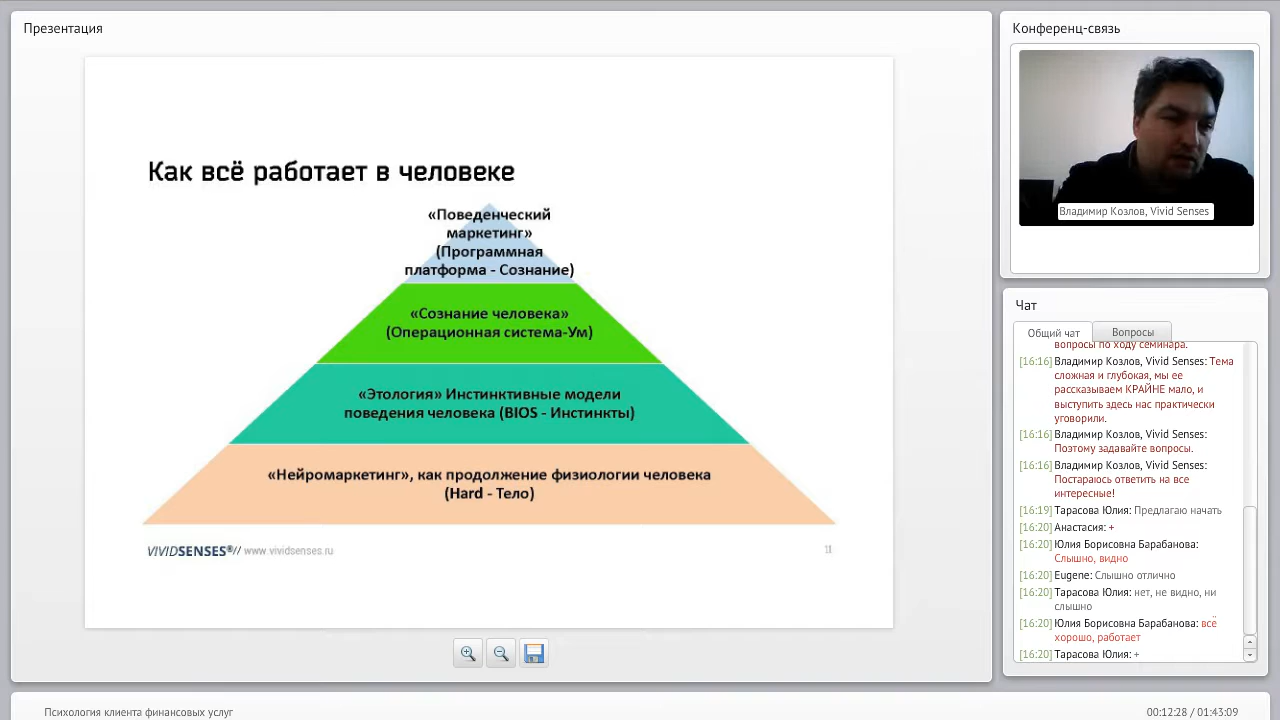 Презентация
Как всё работает в человеке
«Поведенческий
маркетинг»
(Программная
платформа - Сознание)
«Сознание человека»
(Операционная система-Ум)
«Этология» Инстинктивные модели
поведения человека (BIOS - Инстинкты)
«Нейромаркетинг», как продолжение физиологии человека
(Hard - Тело)
VIVIDSENSES®// www.vividsenses.ru
11
Конференц-связь
Владимир Козлов, Vivid Senses
Чат
Общий чат
Вопросы
вопросы по ходу семинара.
[16:16] Владимир Козлов, Vivid Senses: Тема
сложная и глубокая, мы ее
рассказываем КРАЙНЕ мало, и
выступить здесь нас практически
уговорили.
[16:16] Владимир Козлов, Vivid Senses:
Поэтому задавайте вопросы.
[16:16] Владимир Козлов, Vivid Senses:
Постараюсь ответить на все
интересные!
[16:19] Тарасова Юлия: Предлагаю начать
[16:20] Анастасия: +
[16:20] Юлия Борисовна Барабанова:
Слышно, видно
[16:20] Eugene: Слышно отлично
[16:20] Тарасова Юлия: нет, не видно, ни
слышно
[16:20] Юлия Борисовна Барабанова: всё
хорошо, работает
[16:20] Тарасова Юлия: +
Психология клиента финансовых услуг
00:12:28 / 01:43:09